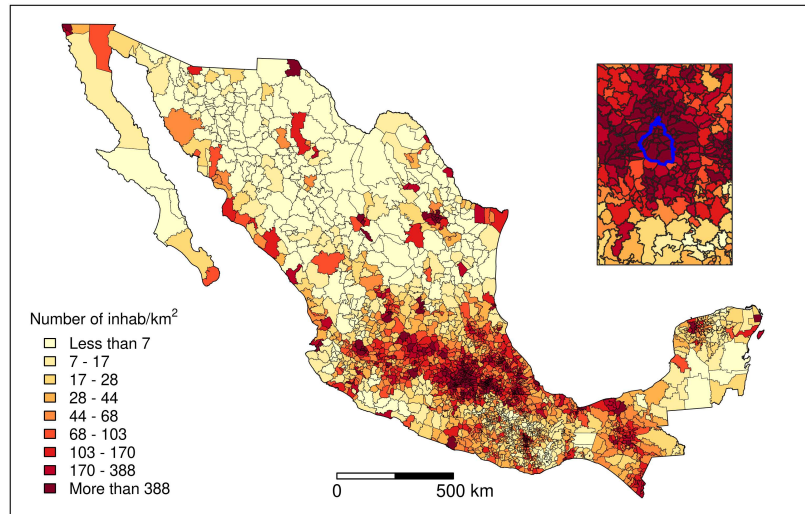 Number of inhab/km²
Less than 7
7 - 17
17 - 28
28 - 44
44 - 68
68 - 103
103 - 170
170 - 388
More than 388
0 500 km